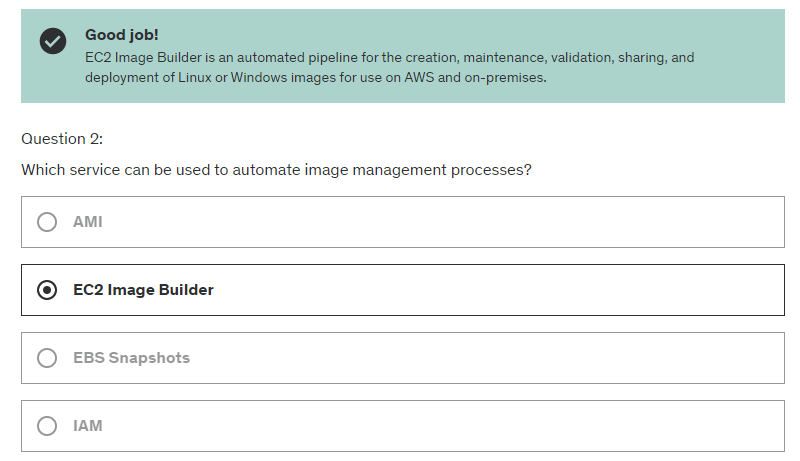 Good job!
EC2 Image Builder is an automated pipeline for the creation, maintenance, validation, sharing, and
deployment of Linux or Windows images for use on AWS and on-premises.
Question 2:
Which service can be used to automate image management processes?
AMI
EC2 Image Builder
EBS Snapshots
IAM